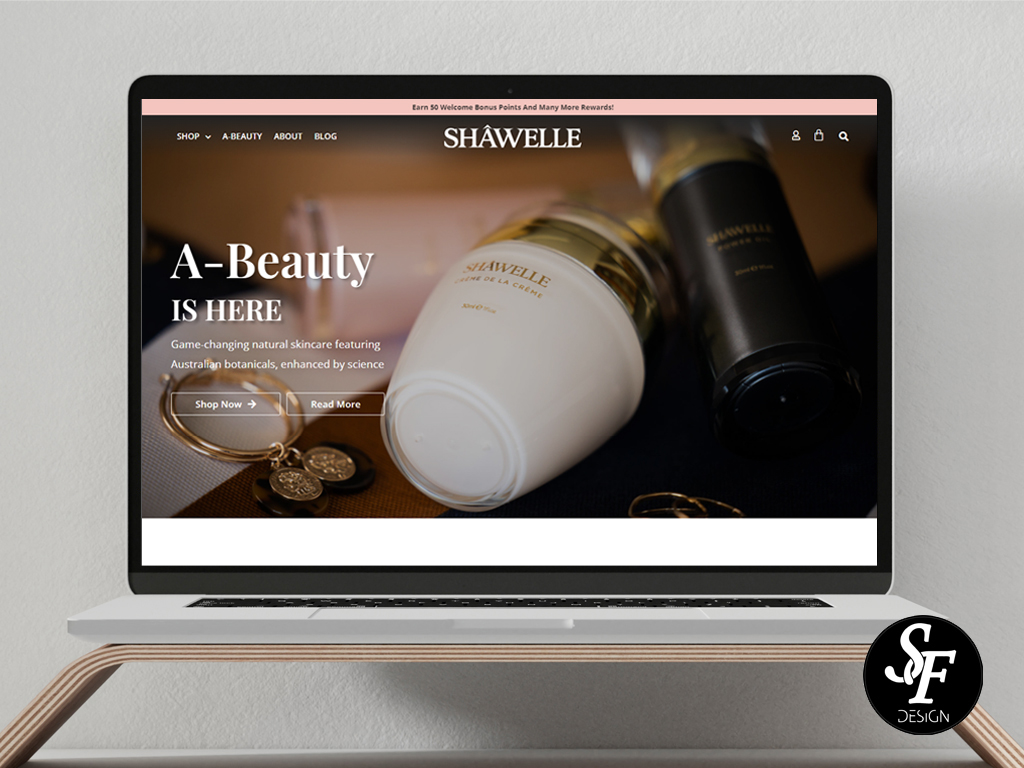 Earn 50 Welcome Bonus Points And Many More Rewards!
SHOP A-BEAUTY ABOUT BLOG
SHÂWELLE
A-Beauty
IS HERE
Game-changing natural skincare featuring
Australian botanicals, enhanced by science
Shop Now
Read More
SHÂWELLE
CRÈME DE LA CRÈME
50ml
SHÂWELLE
POWER
SF
DESIGN